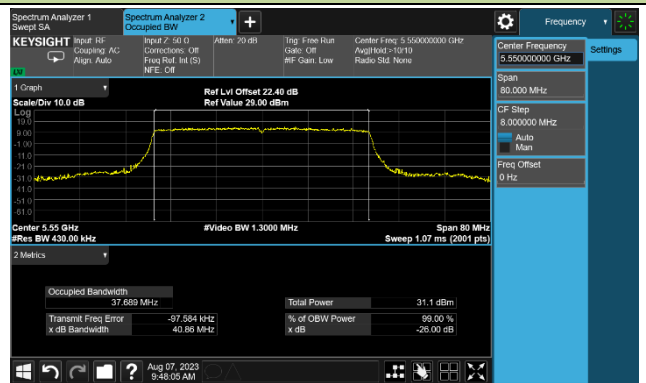 Spectrum Analyzer 1
Swept SA
Spectrum Analyzer 2
Occupied BW
Frequency
KEYSIGHT
Input: RF
Coupling: AC
Align: Auto
Input Z: 50 Ω
Corrections: Off
Freq Ref: Int (S)
NFE: Off
Atten: 20 dB
Trig: Free Run
Gate: Off
#IF Gain: Low
Center Freq: 5.550000000 GHz
Avg|Hold:>10/10
Radio Std: None
Center Frequency
5.550000000 GHz
Settings
Span
80.000 MHz
CF Step
8.000000 MHz
Auto
Man
Freq Offset
0 Hz
1 Graph
Scale/Div 10.0 dB
Ref Lvl Offset 22.40 dB
Ref Value 29.00 dBm
Log
19.0
9.00
-1.00
-11.0
-21.0
-31.0
-41.0
-51.0
-61.0
Center 5.55 GHz
#Res BW 430.00 kHz
#Video BW 1.3000 MHz
Span 80 MHz
Sweep 1.07 ms (2001 pts)
2 Metrics
Occupied Bandwidth
37.689 MHz
Total Power 31.1 dBm
Transmit Freq Error -97.584 kHz
% of OBW Power 99.00 %
x dB Bandwidth 40.86 MHz
x dB -26.00 dB
?
Aug 07, 2023
9:48:05 AM